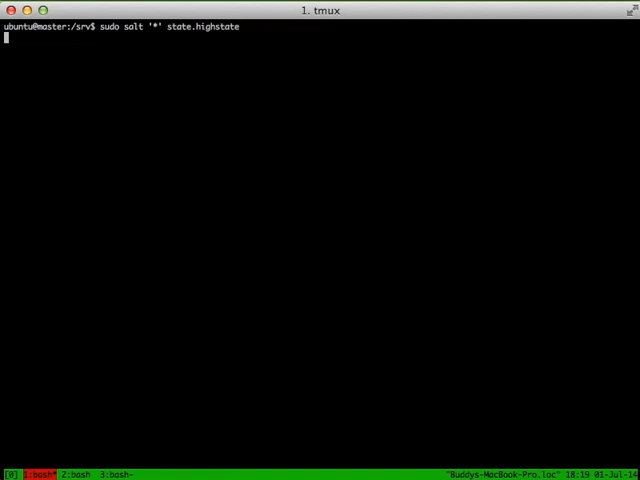 1. tmux
ubuntu@master:/srv$ sudo salt '*' state.highstate
[0] 1:bash* 2:bash 3:bash- "Buddys-MacBook-Pro.loc" 18:19 01-Jul-14